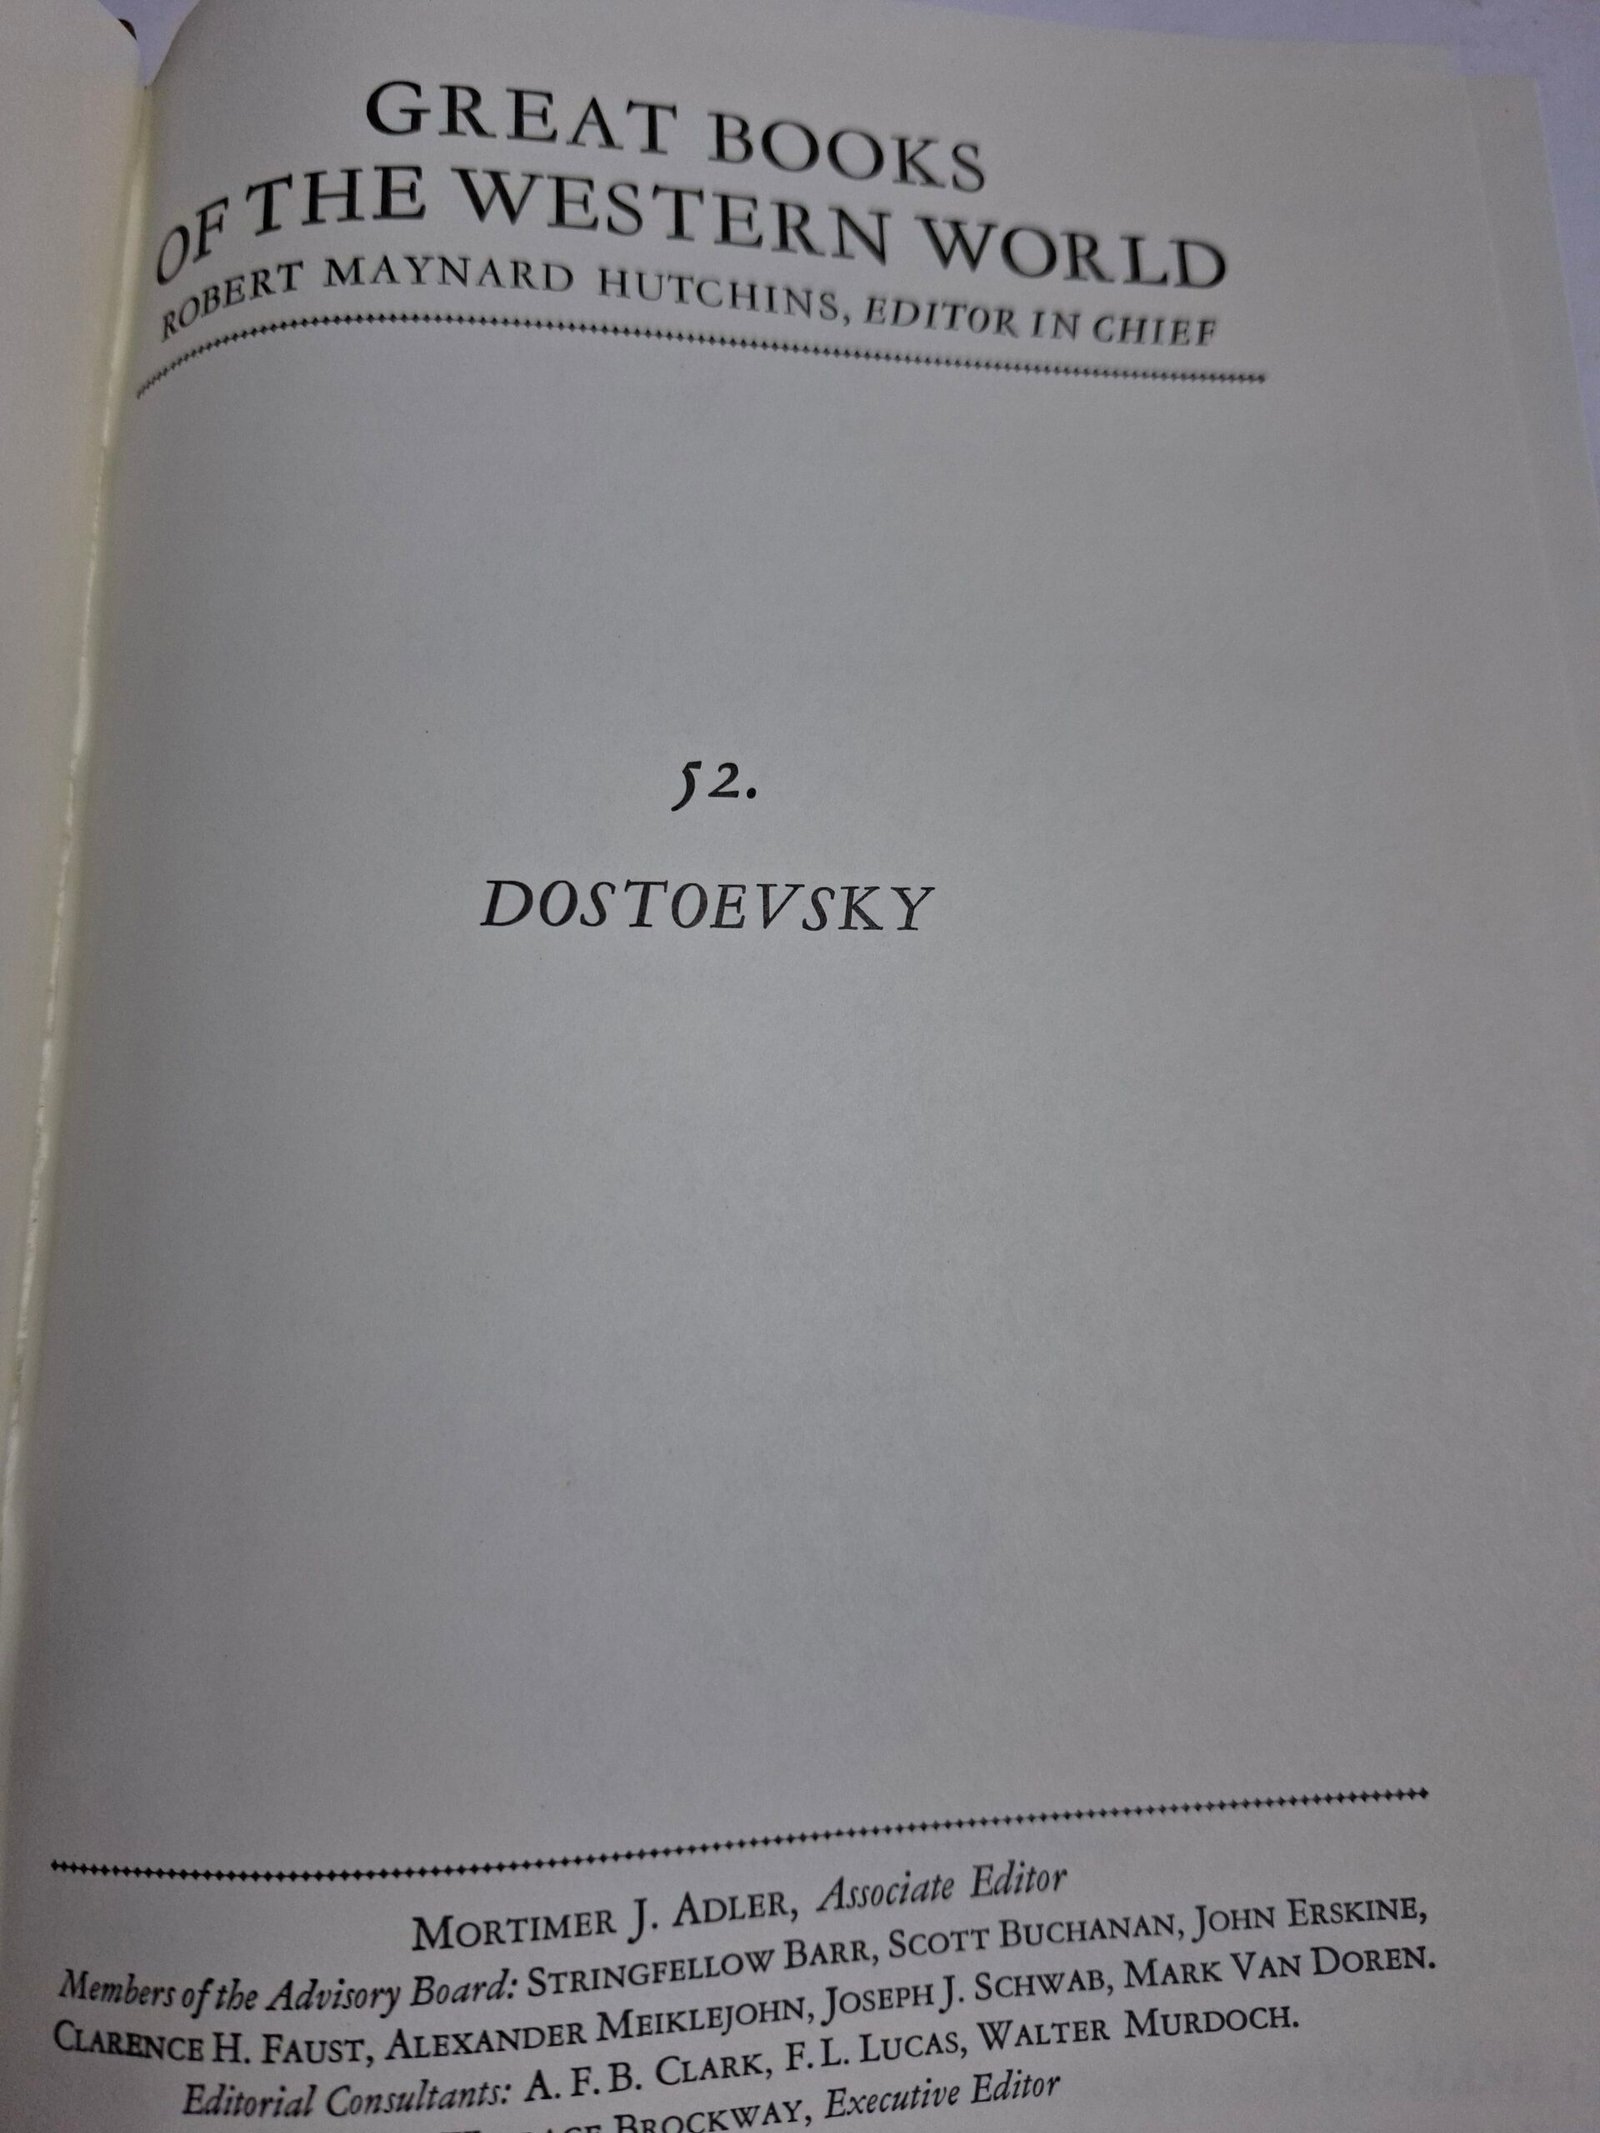 GREAT BOOKS
OF THE WESTERN WORLD
ROBERT MAYNARD HUTCHINS, EDITOR IN CHIEF
52.
DOSTOEVSKY
MORTIMER J. ADLER, Associate Editor
Members of the Advisory Board: STRINGFELLOW BARR, SCOTT BUCHANAN, JOHN ERSKINE,
CLARENCE H. FAUST, ALEXANDER MEIKLEJOHN, JOSEPH J. SCHWAB, MARK VAN DOREN.
Editorial Consultants: A. F. B. CLARK, F. L. LUCAS, WALTER MURDOCH.
BROCKWAY, Executive Editor